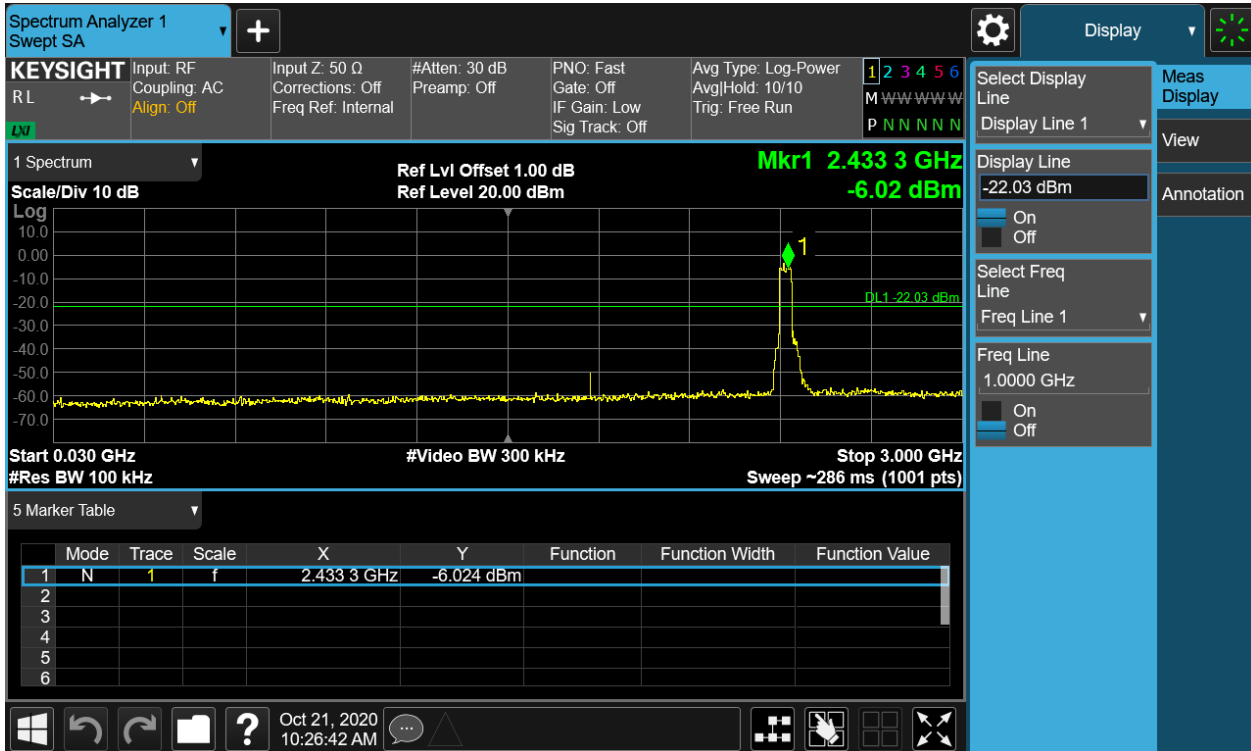 Spectrum Analyzer 1
Swept SA
Display
KEYSIGHT
RL
LXI
Input: RF
Coupling: AC
Align: Off
Input Z: 50 Ω
Corrections: Off
Freq Ref: Internal
#Atten: 30 dB
Preamp: Off
PNO: Fast
Gate: Off
IF Gain: Low
Sig Track: Off
Avg Type: Log-Power
Avg|Hold: 10/10
Trig: Free Run
1 2 3 4 5 6
M W W W W W
P N N N N N
1 Spectrum
Scale/Div 10 dB
Ref Lvl Offset 1.00 dB
Ref Level 20.00 dBm
Mkr1 2.433 3 GHz
-6.02 dBm
Log
10.0
0.00
-10.0
-20.0
-30.0
-40.0
-50.0
-60.0
-70.0
1
DL1 -22.03 dBm
Start 0.030 GHz
#Video BW 300 kHz
Stop 3.000 GHz
#Res BW 100 kHz
Sweep ~286 ms (1001 pts)
5 Marker Table
Mode Trace Scale X Y Function Function Width Function Value
1 N 1 f 2.433 3 GHz -6.024 dBm
2
3
4
5
6
?
Oct 21, 2020
10:26:42 AM
Select Display
Line
Display Line 1
Display Line
-22.03 dBm
On
Off
Select Freq
Line
Freq Line 1
Freq Line
1.0000 GHz
On
Off
Meas
Display
View
Annotation